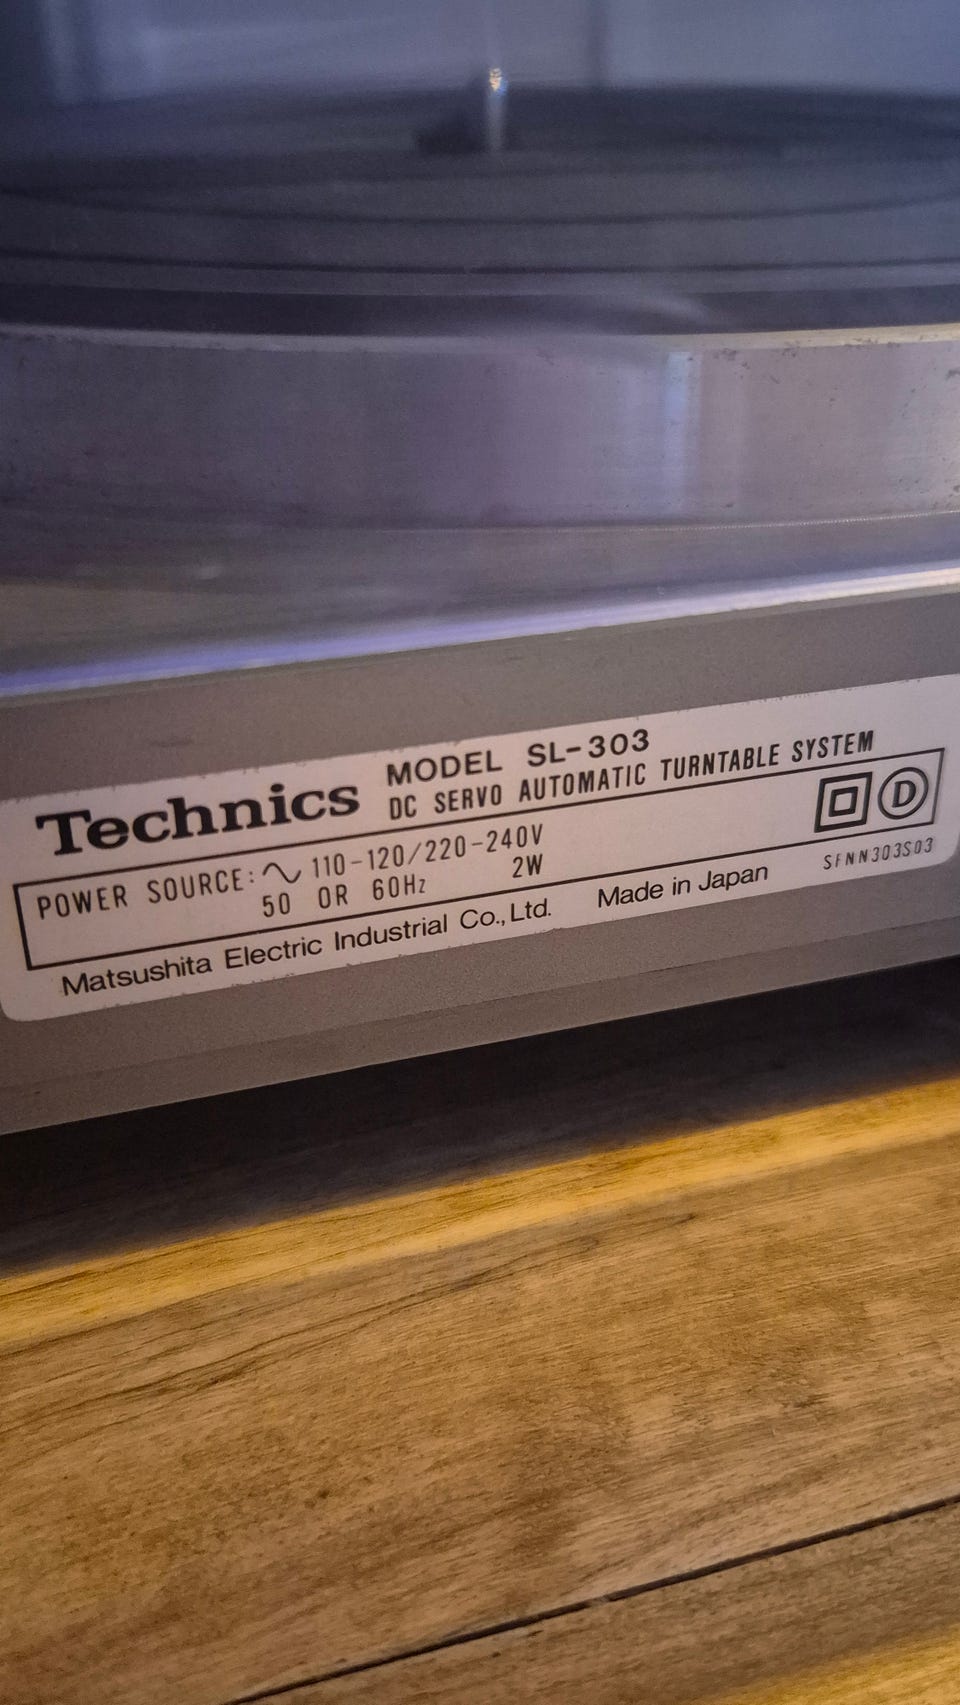 Technics MODEL SL-303
DC SERVO AUTOMATIC TURNTABLE SYSTEM
POWER SOURCE: ∿ 110-120/220-240V
50 OR 60Hz 2W
D
Matsushita Electric Industrial Co., Ltd. Made in Japan SFNN303S03